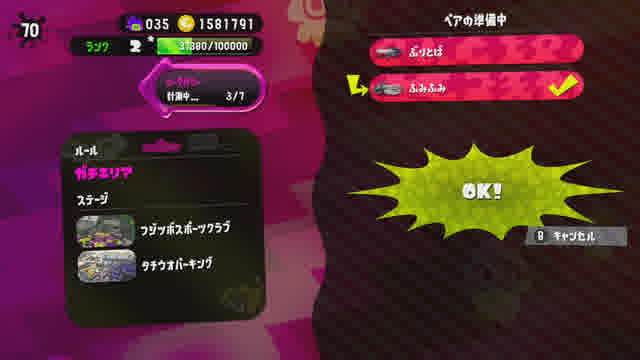 70
035 1581791
ランク 2 31380/100000
計測中... 3/7
ルール
ガチエリア
ステージ
フジツボスポーツクラブ
タチウオパーキング
ペアの準備中
ぷりとば
ふみふみ
OK!
B キャンセル